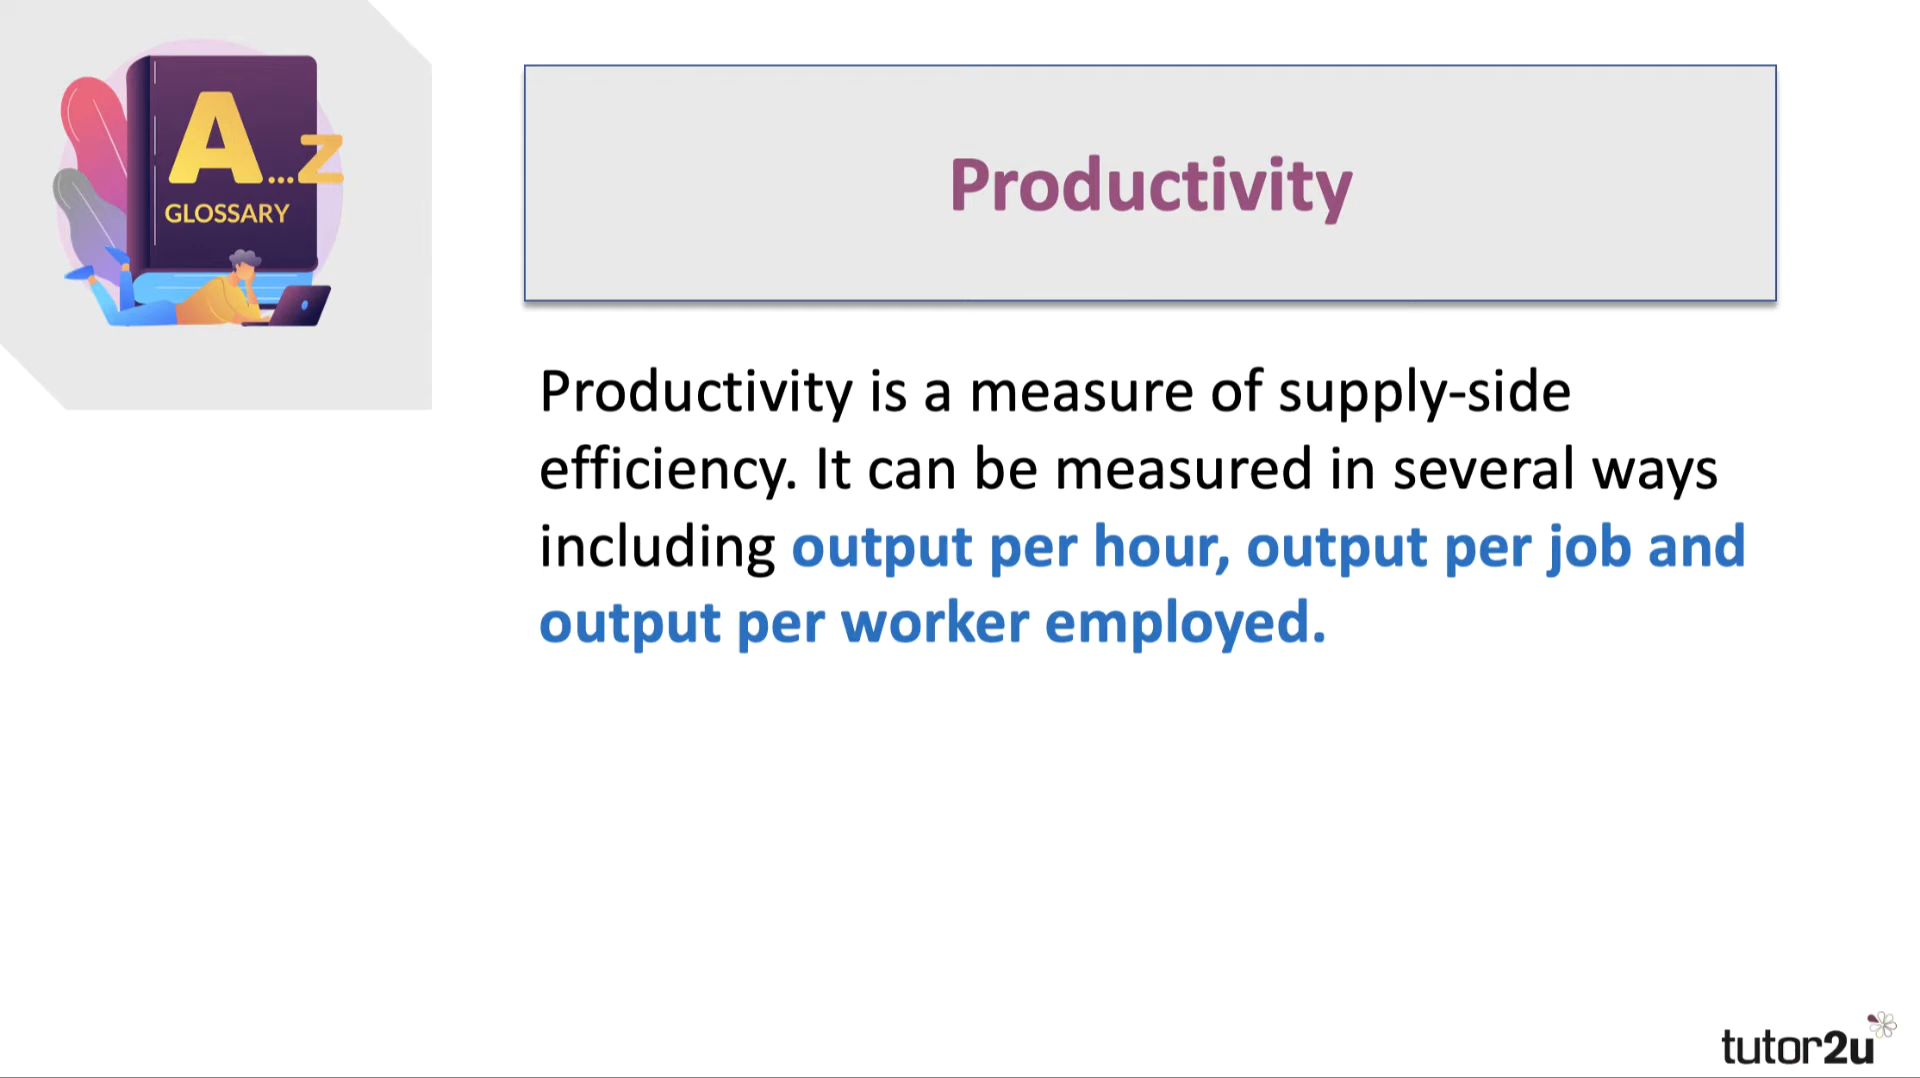 A...Z
GLOSSARY
Productivity
Productivity is a measure of supply-side
efficiency. It can be measured in several ways
including output per hour, output per job and
output per worker employed.
tutor2u